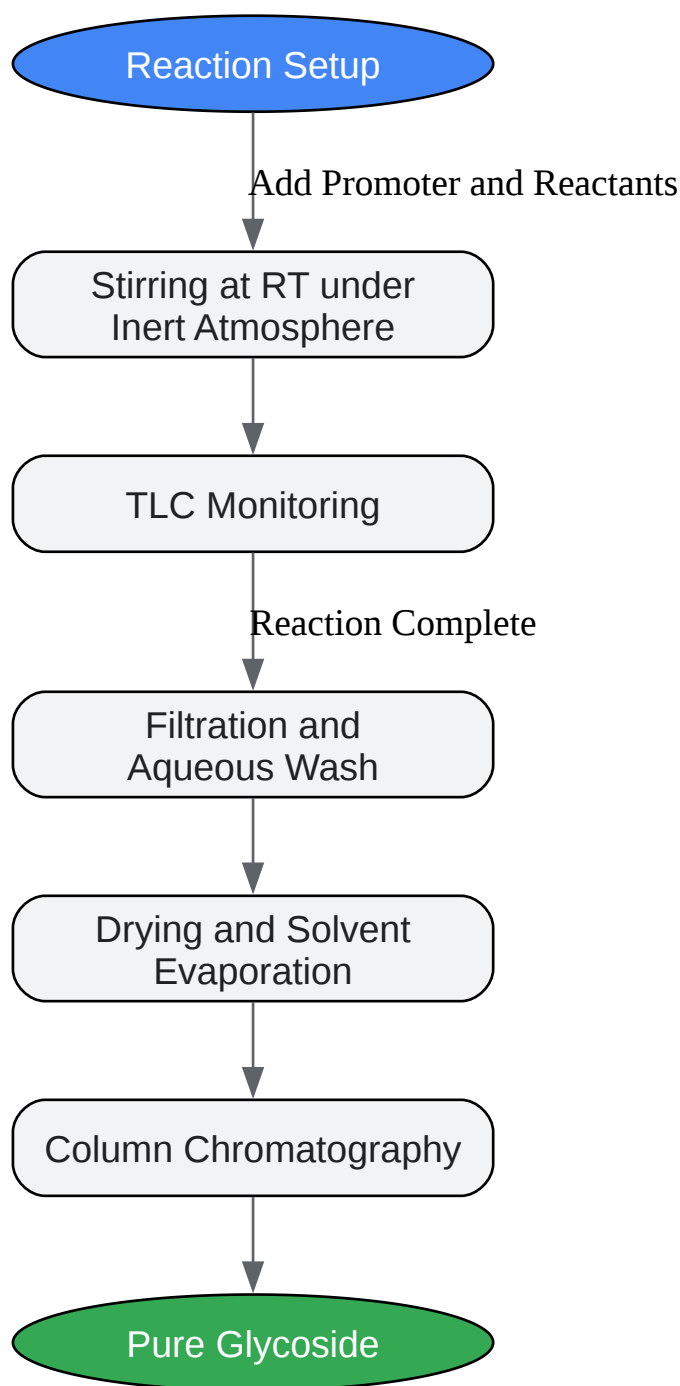 Reaction Setup
Add Promoter and Reactants
Stirring at RT under
Inert Atmosphere
TLC Monitoring
Reaction Complete
Filtration and
Aqueous Wash
Drying and Solvent
Evaporation
Column Chromatography
Pure Glycoside